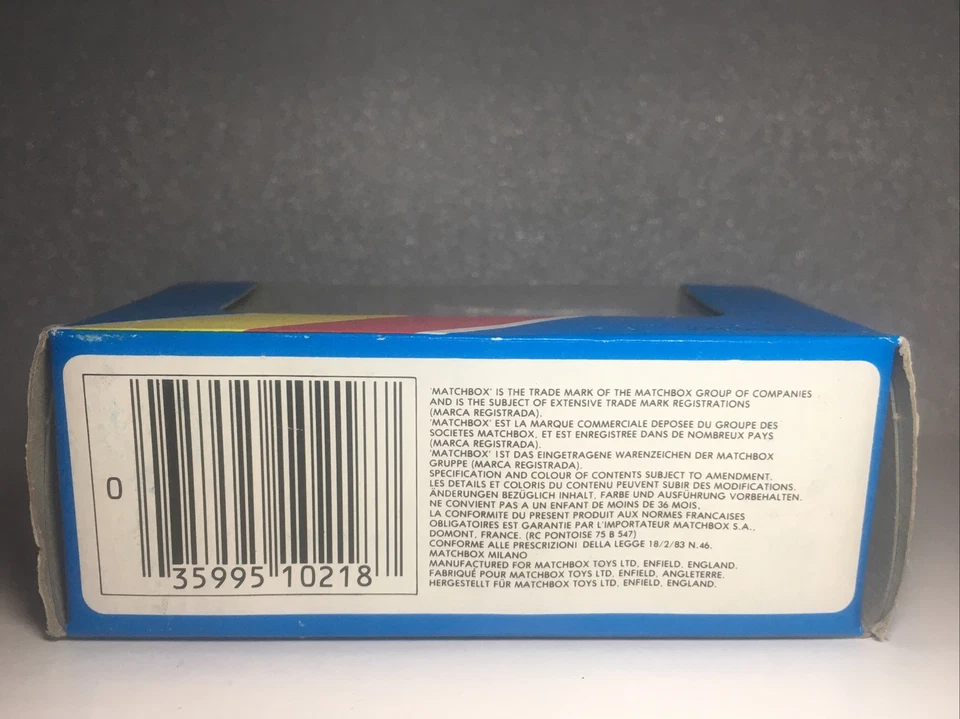 0
35995 10218
'MATCHBOX' IS THE TRADE MARK OF THE MATCHBOX GROUP OF COMPANIES
AND IS THE SUBJECT OF EXTENSIVE TRADE MARK REGISTRATIONS
(MARCA REGISTRADA).
'MATCHBOX' EST LA MARQUE COMMERCIALE DEPOSEE DU GROUPE DES
SOCIETES MATCHBOX, ET EST ENREGISTREE DANS DE NOMBREUX PAYS
(MARCA REGISTRADA).
'MATCHBOX' IST DAS EINGETRAGENE WARENZEICHEN DER MATCHBOX
GRUPPE (MARCA REGISTRADA).
SPECIFICATION AND COLOUR OF CONTENTS SUBJECT TO AMENDMENT.
LES DETAILS ET COLORIS DU CONTENU PEUVENT SUBIR DES MODIFICATIONS.
ÄNDERUNGEN BEZÜGLICH INHALT, FARBE UND AUSFÜHRUNG VORBEHALTEN.
NE CONVIENT PAS A UN ENFANT DE MOINS DE 36 MOIS.
LA CONFORMITE DU PRESENT PRODUIT AUX NORMES FRANCAISES
OBLIGATOIRES EST GARANTIE PAR L'IMPORTATEUR MATCHBOX S.A.,
DOMONT, FRANCE. (RC PONTOISE 75 B 547)
CONFORME ALLE PRESCRIZIONI DELLA LEGGE 18/2/83 N.46.
MATCHBOX MILANO
MANUFACTURED FOR MATCHBOX TOYS LTD, ENFIELD, ENGLAND.
FABRIQUÉ POUR MATCHBOX TOYS LTD, ENFIELD, ANGLETERRE.
HERGESTELLT FÜR MATCHBOX TOYS LTD, ENFIELD, ENGLAND.